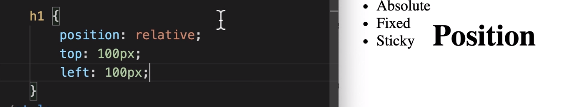 h1 {
position: relative;
top: 100px;
left: 100px;
}
• Absolute
• Fixed
• Sticky
Position